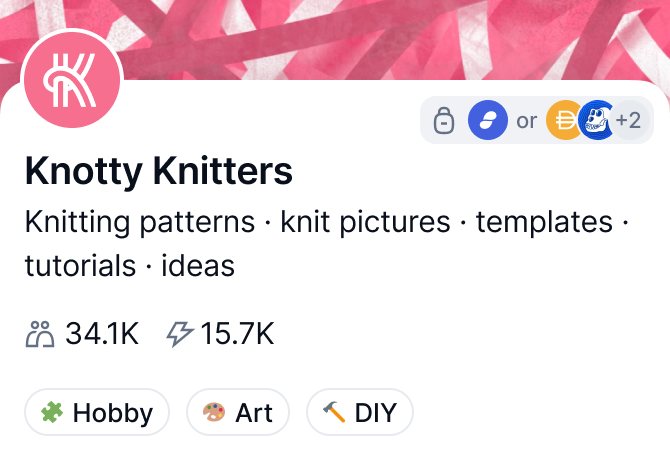 or +2
Knotty Knitters
Knitting patterns · knit pictures · templates ·
tutorials · ideas
34.1K 15.7K
Hobby Art DIY